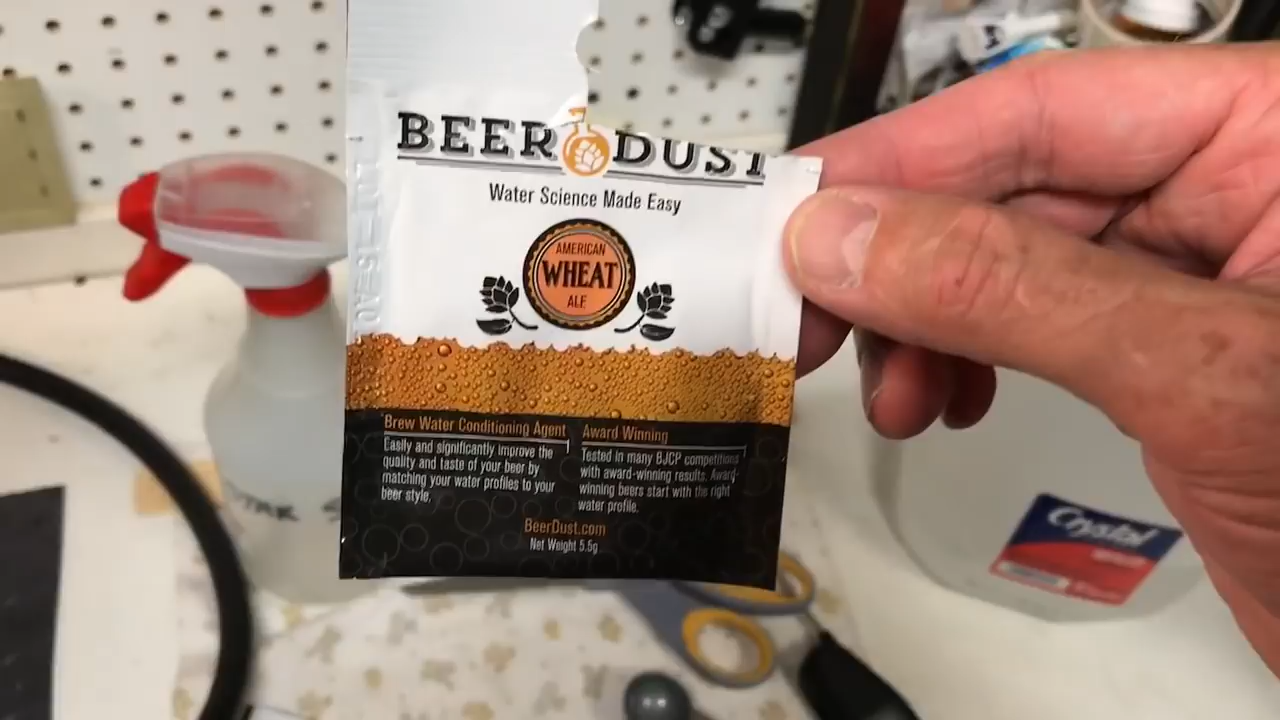 BEER DUST
Water Science Made Easy
AMERICAN
WHEAT
ALE
Brew Water Conditioning Agent
Easily and significantly improve the
quality and taste of your beer by
matching your water profiles to your
beer style.
Award Winning
Tested in many BJCP competitions
with award-winning results. Award-
winning beers start with the right
water profile.
BeerDust.com
Net Weight 5.5g
Crystal